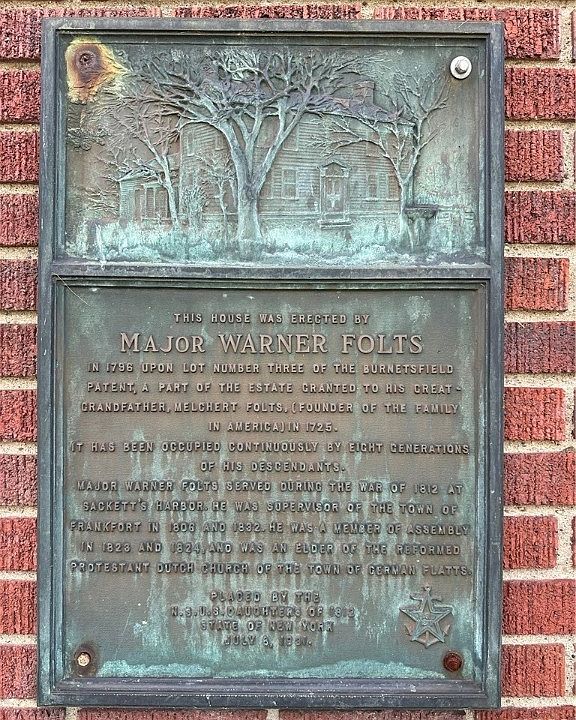 THIS HOUSE WAS ERECTED BY
MAJOR WARNER FOLTS
IN 1796 UPON LOT NUMBER THREE OF THE BURNETSFIELD
PATENT, A PART OF THE ESTATE GRANTED TO HIS GREAT-
GRANDFATHER, MELCHERT FOLTS, (FOUNDER OF THE FAMILY
IN AMERICA) IN 1725.
IT HAS BEEN OCCUPIED CONTINUOUSLY BY EIGHT GENERATIONS
OF HIS DESCENDANTS.
MAJOR WARNER FOLTS SERVED DURING THE WAR OF 1812 AT
SACKETT'S HARBOR. HE WAS SUPERVISOR OF THE TOWN OF
FRANKFORT IN 1808 AND 1832. HE WAS A MEMBER OF ASSEMBLY
IN 1823 AND 1824, AND WAS AN ELDER OF THE REFORMED
PROTESTANT DUTCH CHURCH OF THE TOWN OF GERMAN FLATTS.
PLACED BY THE
N.S.U.S. DAUGHTERS OF 1812
STATE OF NEW YORK
JULY 8, 1931.